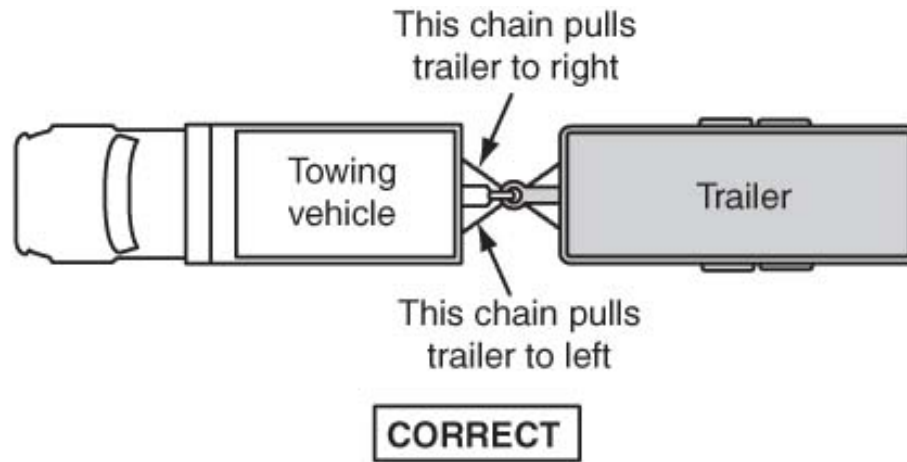 This chain pulls
trailer to right
Towing
vehicle
Trailer
This chain pulls
trailer to left
CORRECT